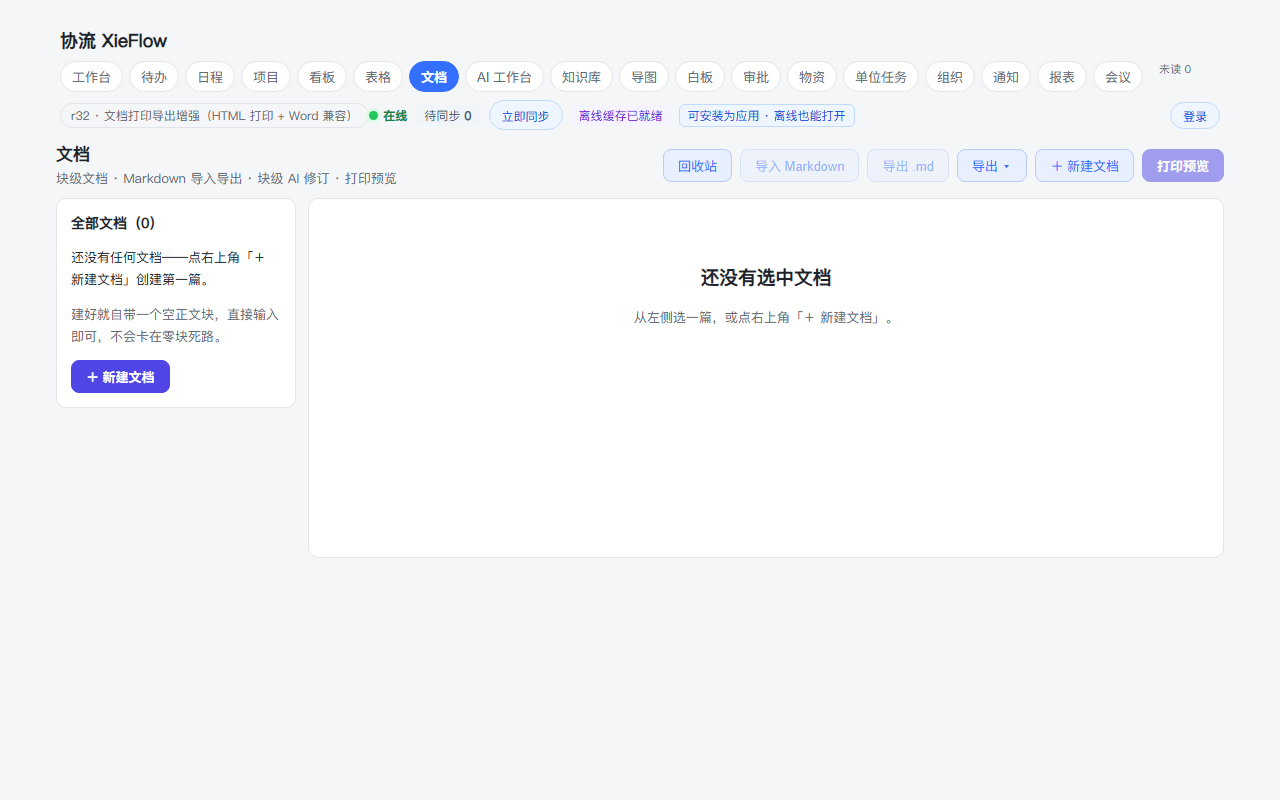 协流 XieFlow
工作台 待办 日程 项目 看板 表格 文档 AI 工作台 知识库 导图 白板 审批 物资 单位任务 组织 通知 报表 会议 未读 0
r32 · 文档打印导出增强（HTML 打印 + Word 兼容） 在线 待同步 0 立即同步 离线缓存已就绪 可安装为应用 · 离线也能打开 登录
文档
块级文档 · Markdown 导入导出 · 块级 AI 修订 · 打印预览
回收站 导入 Markdown 导出 .md 导出 ▾ ＋ 新建文档 打印预览
全部文档（0）
还没有任何文档——点右上角「＋
新建文档」创建第一篇。
建好就自带一个空正文块，直接输入
即可，不会卡在零块死路。
＋ 新建文档
还没有选中文档
从左侧选一篇，或点右上角「＋ 新建文档」。